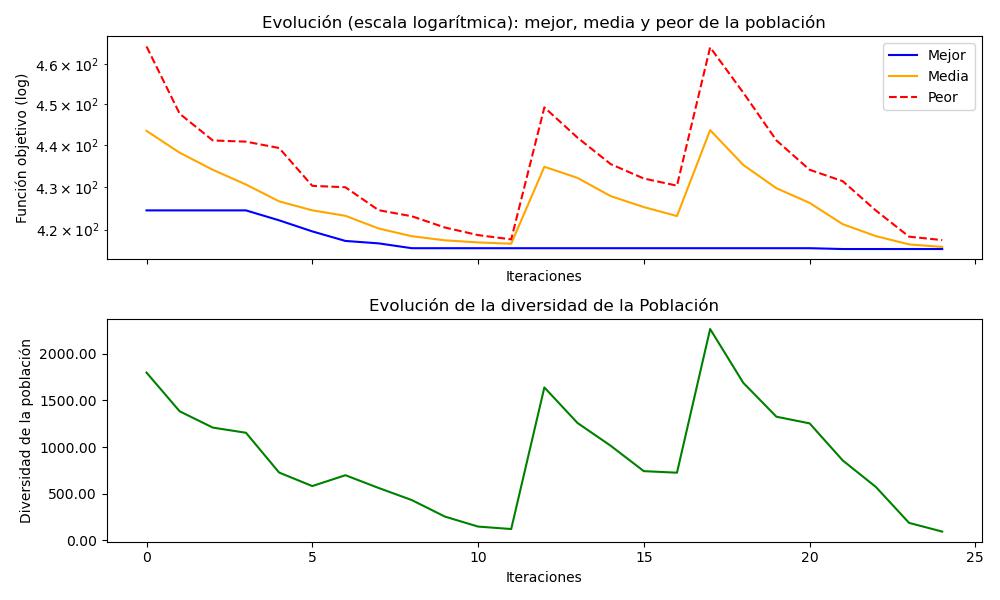 Evolución (escala logarítmica): mejor, media y peor de la población
Función objetivo (log)
4.6 × 10²
4.5 × 10²
4.4 × 10²
4.3 × 10²
4.2 × 10²
Mejor
Media
Peor
Iteraciones
Evolución de la diversidad de la Población
Diversidad de la población
2000.00
1500.00
1000.00
500.00
0.00
0 5 10 15 20 25
Iteraciones